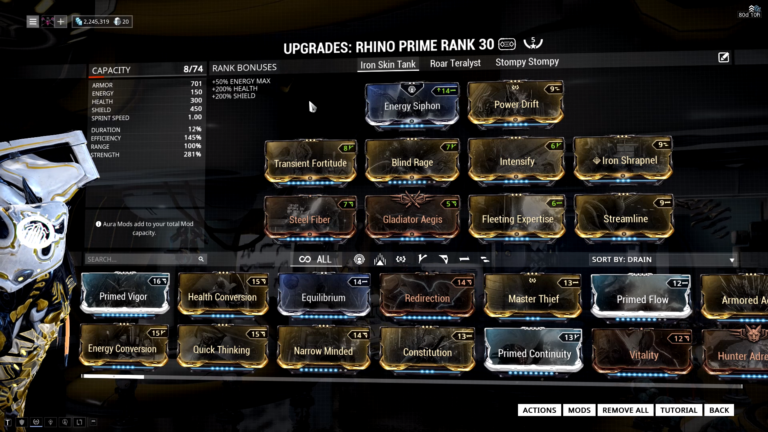 2,245,319 20
80d 10h
UPGRADES: RHINO PRIME RANK 30 5
CAPACITY 8/74
RANK BONUSES
Iron Skin Tank Roar Teralyst Stompy Stompy
+50% ENERGY MAX
+200% HEALTH
+200% SHIELD
ARMOR 701
ENERGY 150
HEALTH 300
SHIELD 450
SPRINT SPEED 1.00
DURATION 12%
EFFICIENCY 145%
RANGE 100%
STRENGTH 281%
Aura Mods add to your total Mod
capacity.
14
Energy Siphon
9
Power Drift
8
Transient Fortitude
7
Blind Rage
6
Intensify
9
Iron Shrapnel
7
Steel Fiber
5
Gladiator Aegis
6
Fleeting Expertise
9
Streamline
SEARCH...
ALL
SORT BY: DRAIN
16
Primed Vigor
15
Health Conversion
14
Equilibrium
14
Redirection
13
Master Thief
12
Primed Flow
Armored A
15
Energy Conversion
15
Quick Thinking
14
Narrow Minded
13
Constitution
13
Primed Continuity
12
Vitality
Hunter Adre
ACTIONS MODS REMOVE ALL TUTORIAL BACK